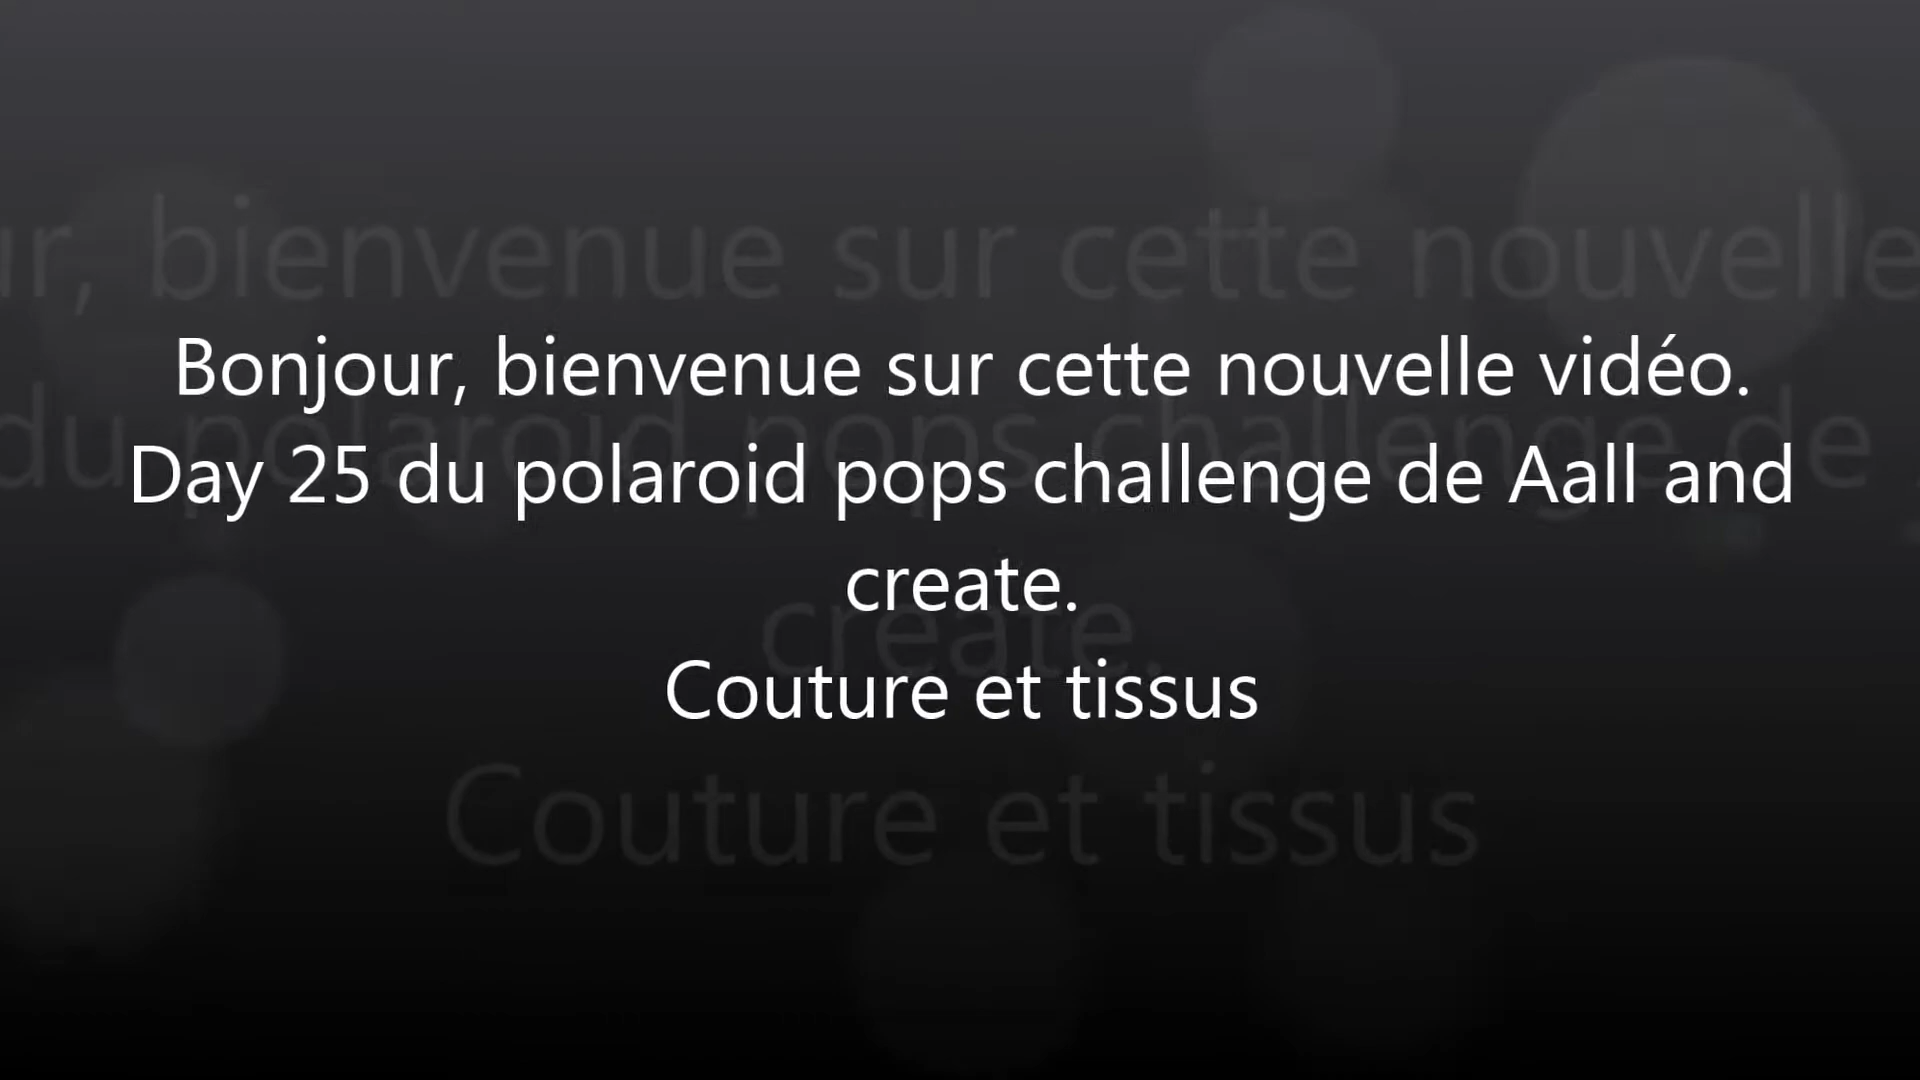 Bonjour, bienvenue sur cette nouvelle vidéo.
Day 25 du polaroid pops challenge de Aall and
create.
Couture et tissus